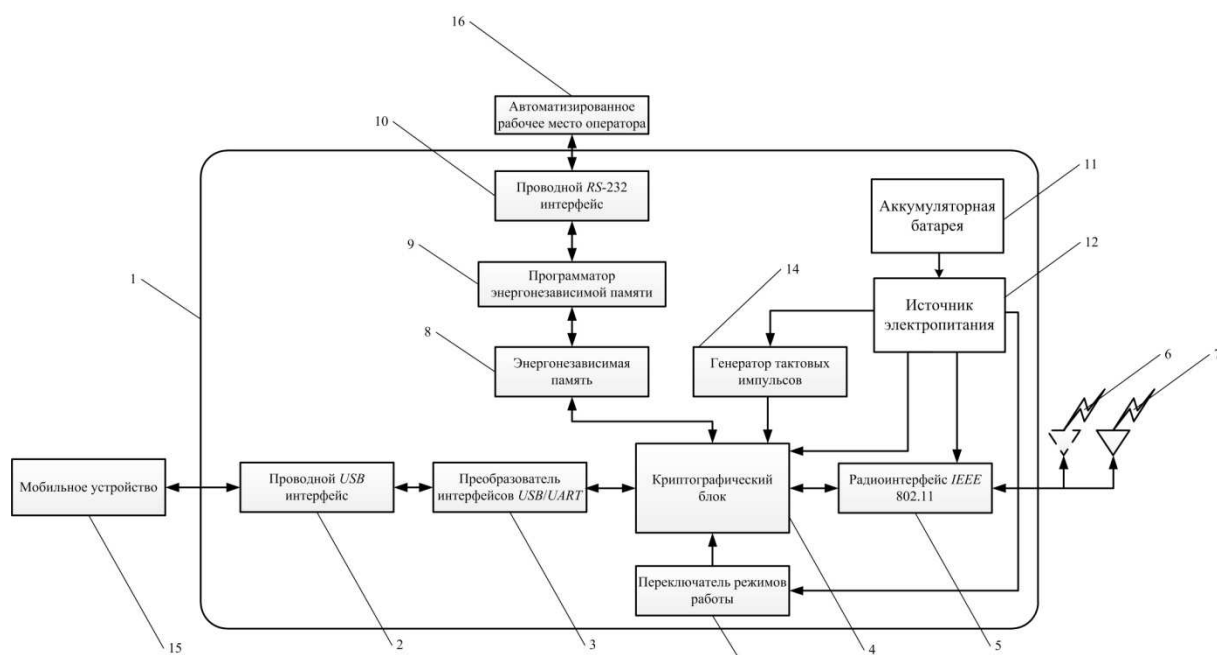 16
Автоматизированное
рабочее место оператора
10
Проводной RS-232
интерфейс
11
Аккумуляторная
батарея
9
12
1
Программатор
энергонезависимой памяти
14
Источник
электропитания
8
Энергонезависимая
память
Генератор тактовых
импульсов
6
7
Мобильное устройство
Проводной USB
интерфейс
Преобразователь
интерфейсов USB/UART
Криптографический
блок
Радиоинтерфейс IEEE
802.11
Переключатель режимов
работы
15
2
3
4
5